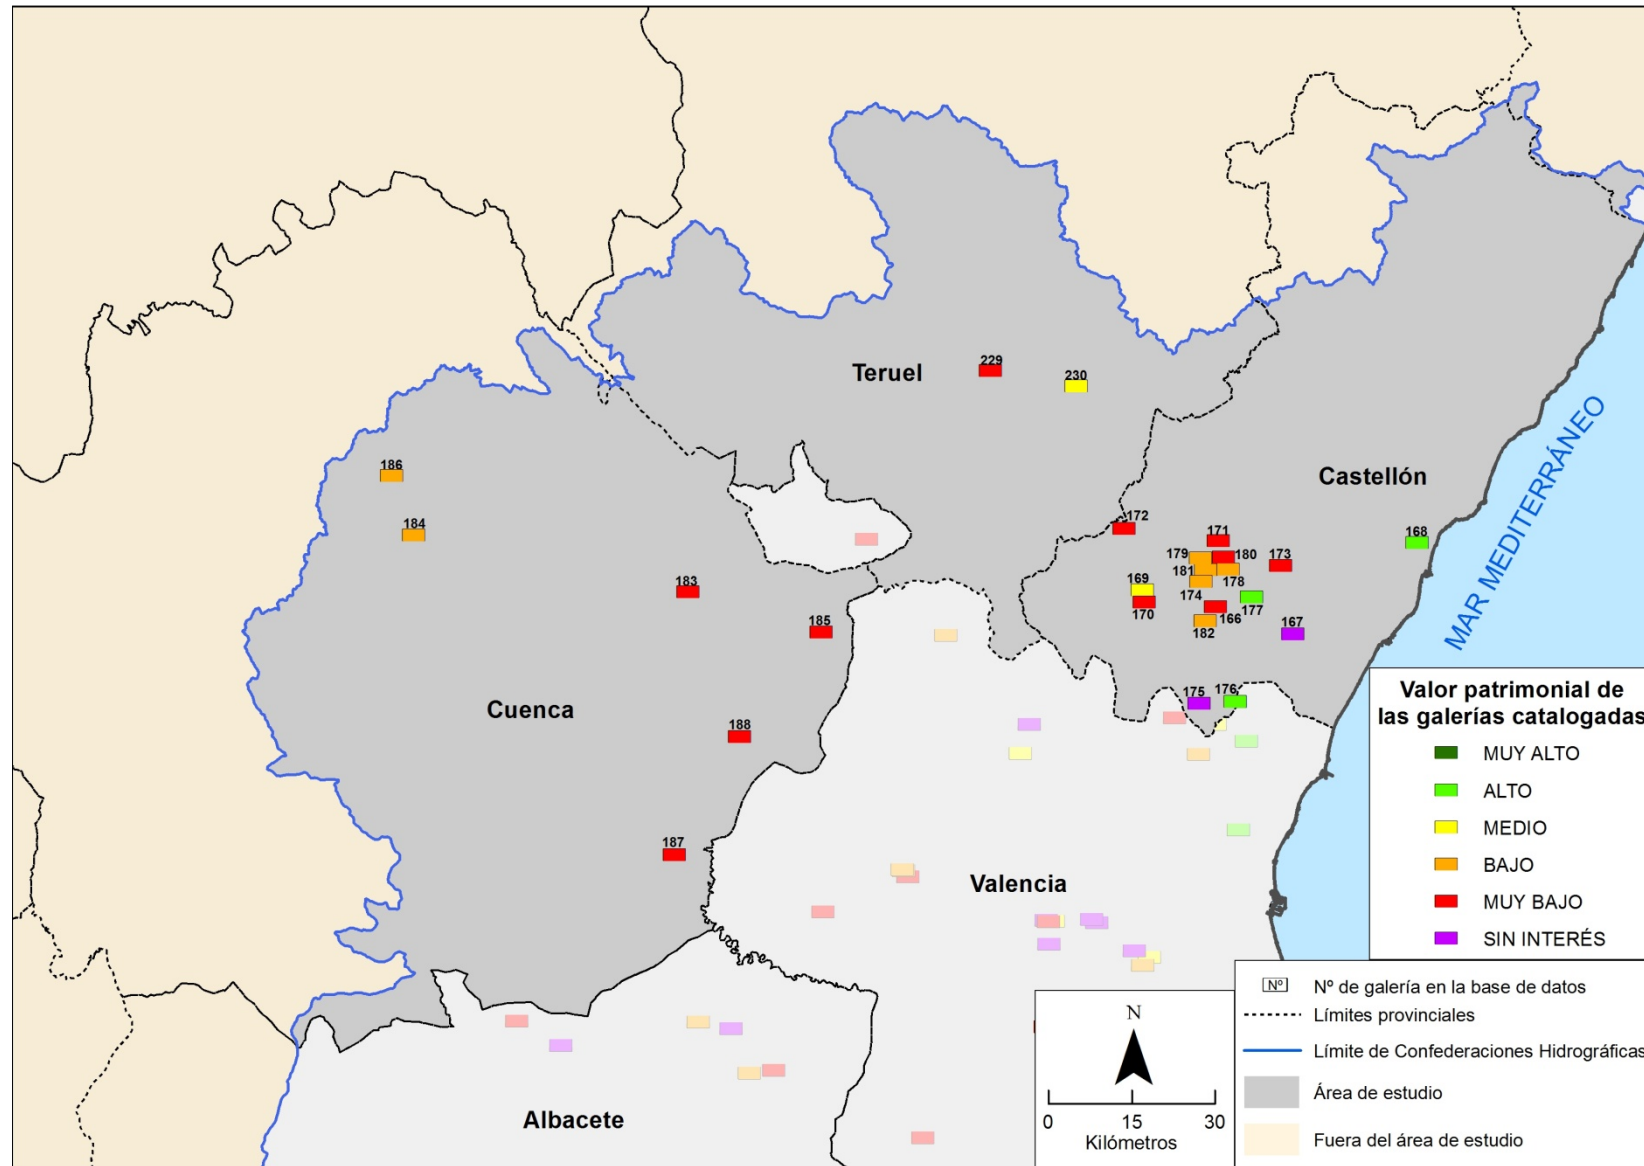 229
230
Teruel
Castellón
186
184
172
171
168
179
180
173
181
178
183
169
174
177
170
166
167
182
185
MAR MEDITERRÁNEO
175
176
Cuenca
188
187
Valencia
Albacete
Valor patrimonial de
las galerías catalogadas
MUY ALTO
ALTO
MEDIO
BAJO
MUY BAJO
SIN INTERÉS
Nº Nº de galería en la base de datos
Límites provinciales
Límite de Confederaciones Hidrográficas
Área de estudio
Fuera del área de estudio
N
0 15 30
Kilómetros